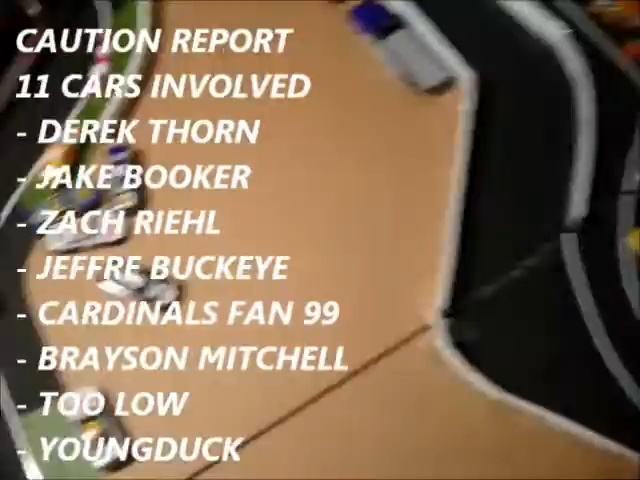 CAUTION REPORT
11 CARS INVOLVED
- DEREK THORN
- JAKE BOOKER
- ZACH RIEHL
- JEFFRE BUCKEYE
- CARDINALS FAN 99
- BRAYSON MITCHELL
- TOO LOW
- YOUNGDUCK